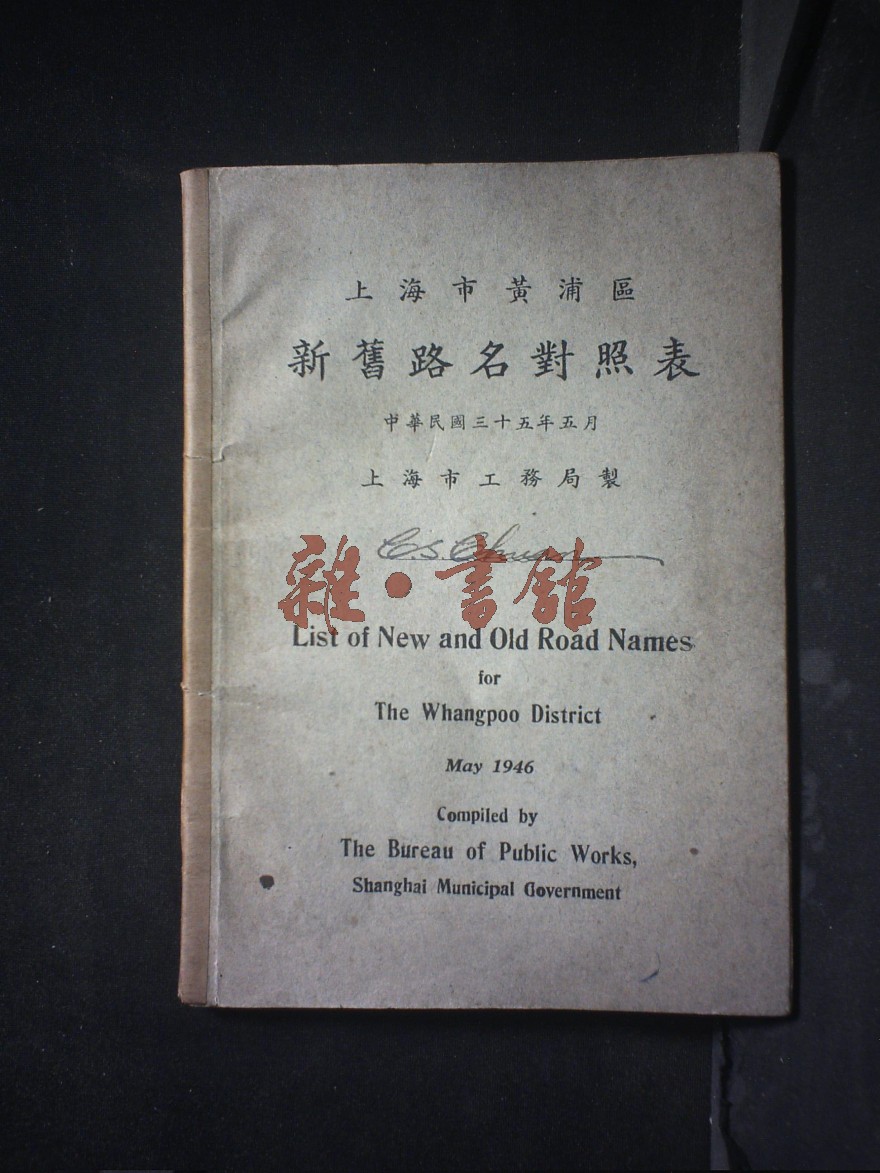 上海市黃浦區
新舊路名對照表
中華民國三十五年五月
上海市工務局製
雜·書館
List of New and Old Road Names
for
The Whangpoo District
May 1946
Compiled by
The Bureau of Public Works,
Shanghai Municipal Government